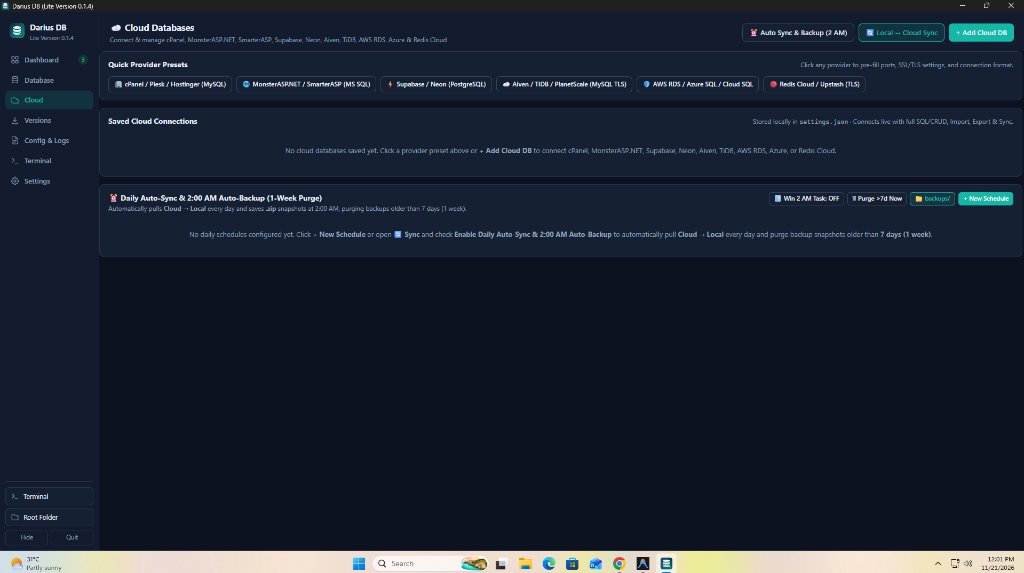 Darius DB (Lite Version 0.1.4)
Darius DB
Lite Version 0.1.4
Dashboard 3
Database
Cloud
Versions
Config & Logs
Terminal
Settings
Terminal
Root Folder
Hide Quit
Cloud Databases
Connect & manage cPanel, MonsterASP.NET, SmarterASP, Supabase, Neon, Aiven, TiDB, AWS RDS, Azure & Redis Cloud
Auto Sync & Backup (2 AM) Local ↔ Cloud Sync + Add Cloud DB
Quick Provider Presets
Click any provider to pre-fill ports, SSL/TLS settings, and connection format.
cPanel / Plesk / Hostinger (MySQL) MonsterASP.NET / SmarterASP (MS SQL) Supabase / Neon (PostgreSQL) Aiven / TiDB / PlanetScale (MySQL TLS) AWS RDS / Azure SQL / Cloud SQL Redis Cloud / Upstash (TLS)
Saved Cloud Connections
Stored locally in settings.json · Connects live with full SQL/CRUD, Import, Export & Sync.
No cloud databases saved yet. Click a provider preset above or + Add Cloud DB to connect cPanel, MonsterASP.NET, Supabase, Neon, Aiven, TiDB, AWS RDS, Azure, or Redis Cloud.
Daily Auto-Sync & 2:00 AM Auto-Backup (1-Week Purge)
Automatically pulls Cloud → Local every day and saves .zip snapshots at 2:00 AM, purging backups older than 7 days (1 week).
Win 2 AM Task: OFF Purge >7d Now backups/ + New Schedule
No daily schedules configured yet. Click + New Schedule or open Sync and check Enable Daily Auto-Sync & 2:00 AM Auto-Backup to automatically pull Cloud → Local every day and purge backup snapshots older than 7 days (1 week).
31°C
Partly sunny
Search
12:01 PM
11/21/2026